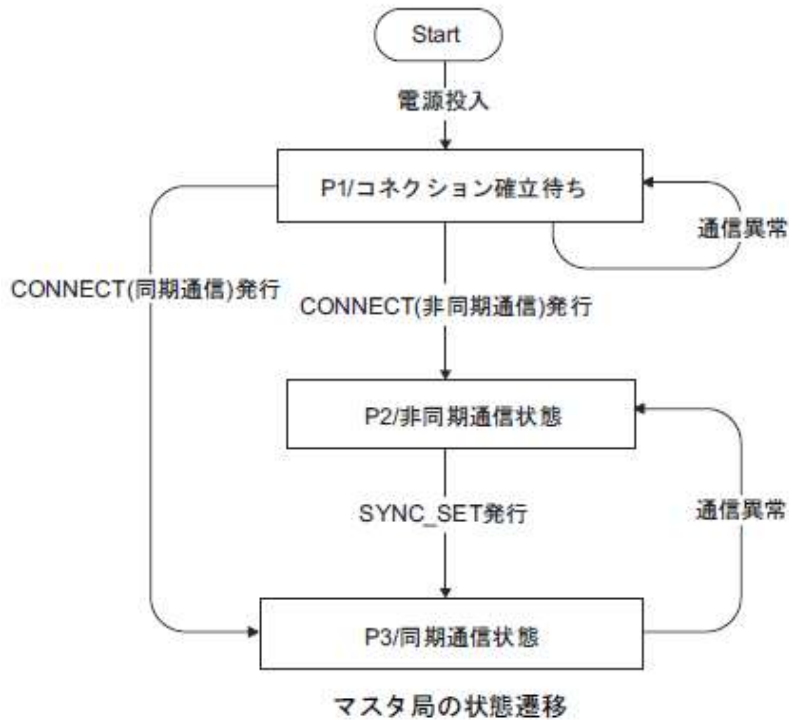 Start
電源投入
P1/コネクション確立待ち
通信異常
CONNECT(同期通信)発行
CONNECT(非同期通信)発行
P2/非同期通信状態
SYNC_SET発行
通信異常
P3/同期通信状態
マスタ局の状態遷移